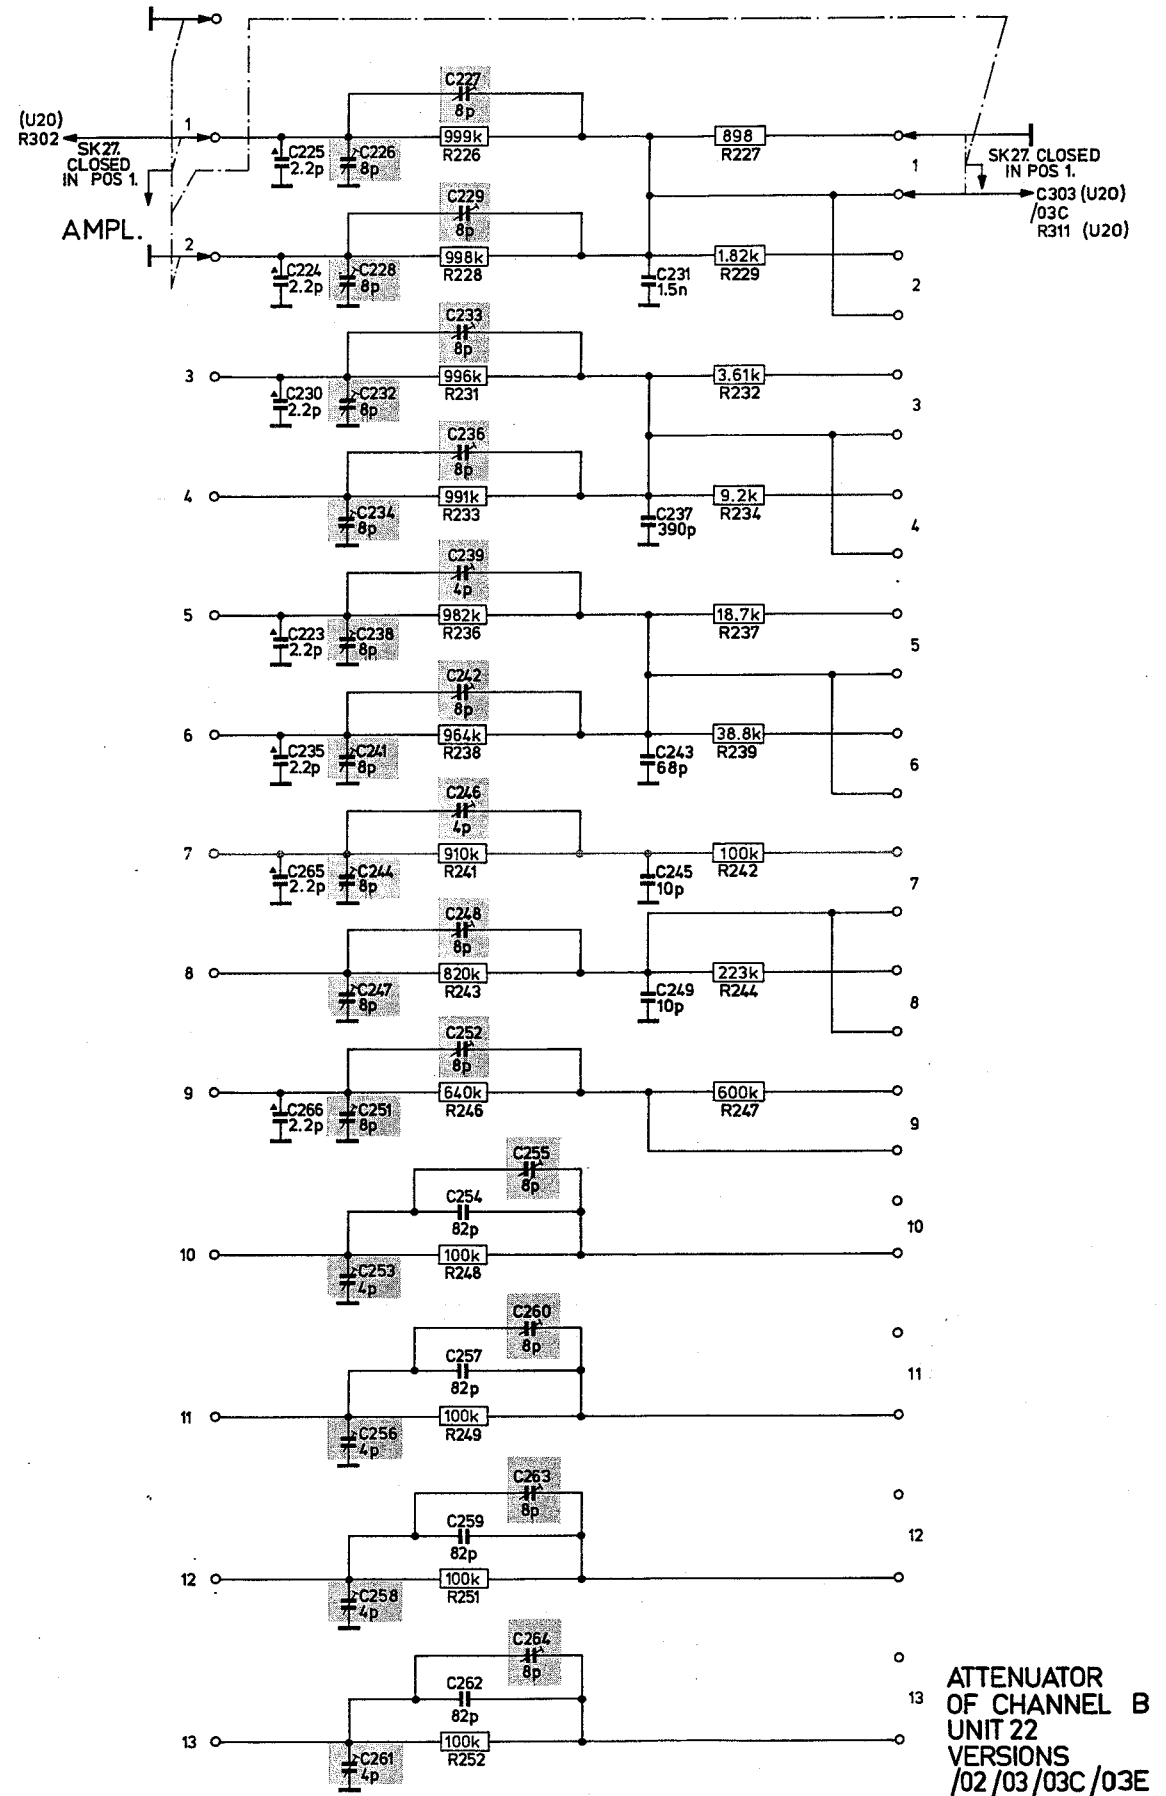 C227
8p
(U20)
R302
1
999k
R226
898
R227
SK27.
CLOSED
IN POS 1.
C225
2.2p
C226
8p
1
SK27. CLOSED
IN POS 1.
C303 (U20)
/03C
R311 (U20)
C229
8p
AMPL.
2
998k
R228
1.82k
R229
C224
2.2p
C228
8p
C231
1.5n
2
C233
8p
3
996k
R231
3.61k
R232
C230
2.2p
C232
8p
3
C236
8p
4
991k
R233
9.2k
R234
C234
8p
C237
390p
4
C239
4p
5
982k
R236
18.7k
R237
C223
2.2p
C238
8p
5
C242
8p
6
964k
R238
38.8k
R239
C235
2.2p
C241
8p
C243
68p
6
C246
4p
7
910k
R241
100k
R242
C265
2.2p
C244
8p
C245
10p
7
C248
8p
8
820k
R243
223k
R244
C247
8p
C249
10p
8
C252
8p
9
640k
R246
600k
R247
C266
2.2p
C251
8p
9
C255
8p
C254
82p
10
10
100k
R248
C253
4p
C260
8p
C257
82p
11
11
100k
R249
C256
4p
C263
8p
C259
82p
12
12
100k
R251
C258
4p
C264
8p
C262
82p
13
13
100k
R252
C261
4p
ATTENUATOR
OF CHANNEL B
UNIT 22
VERSIONS
/02/03/03C/03E